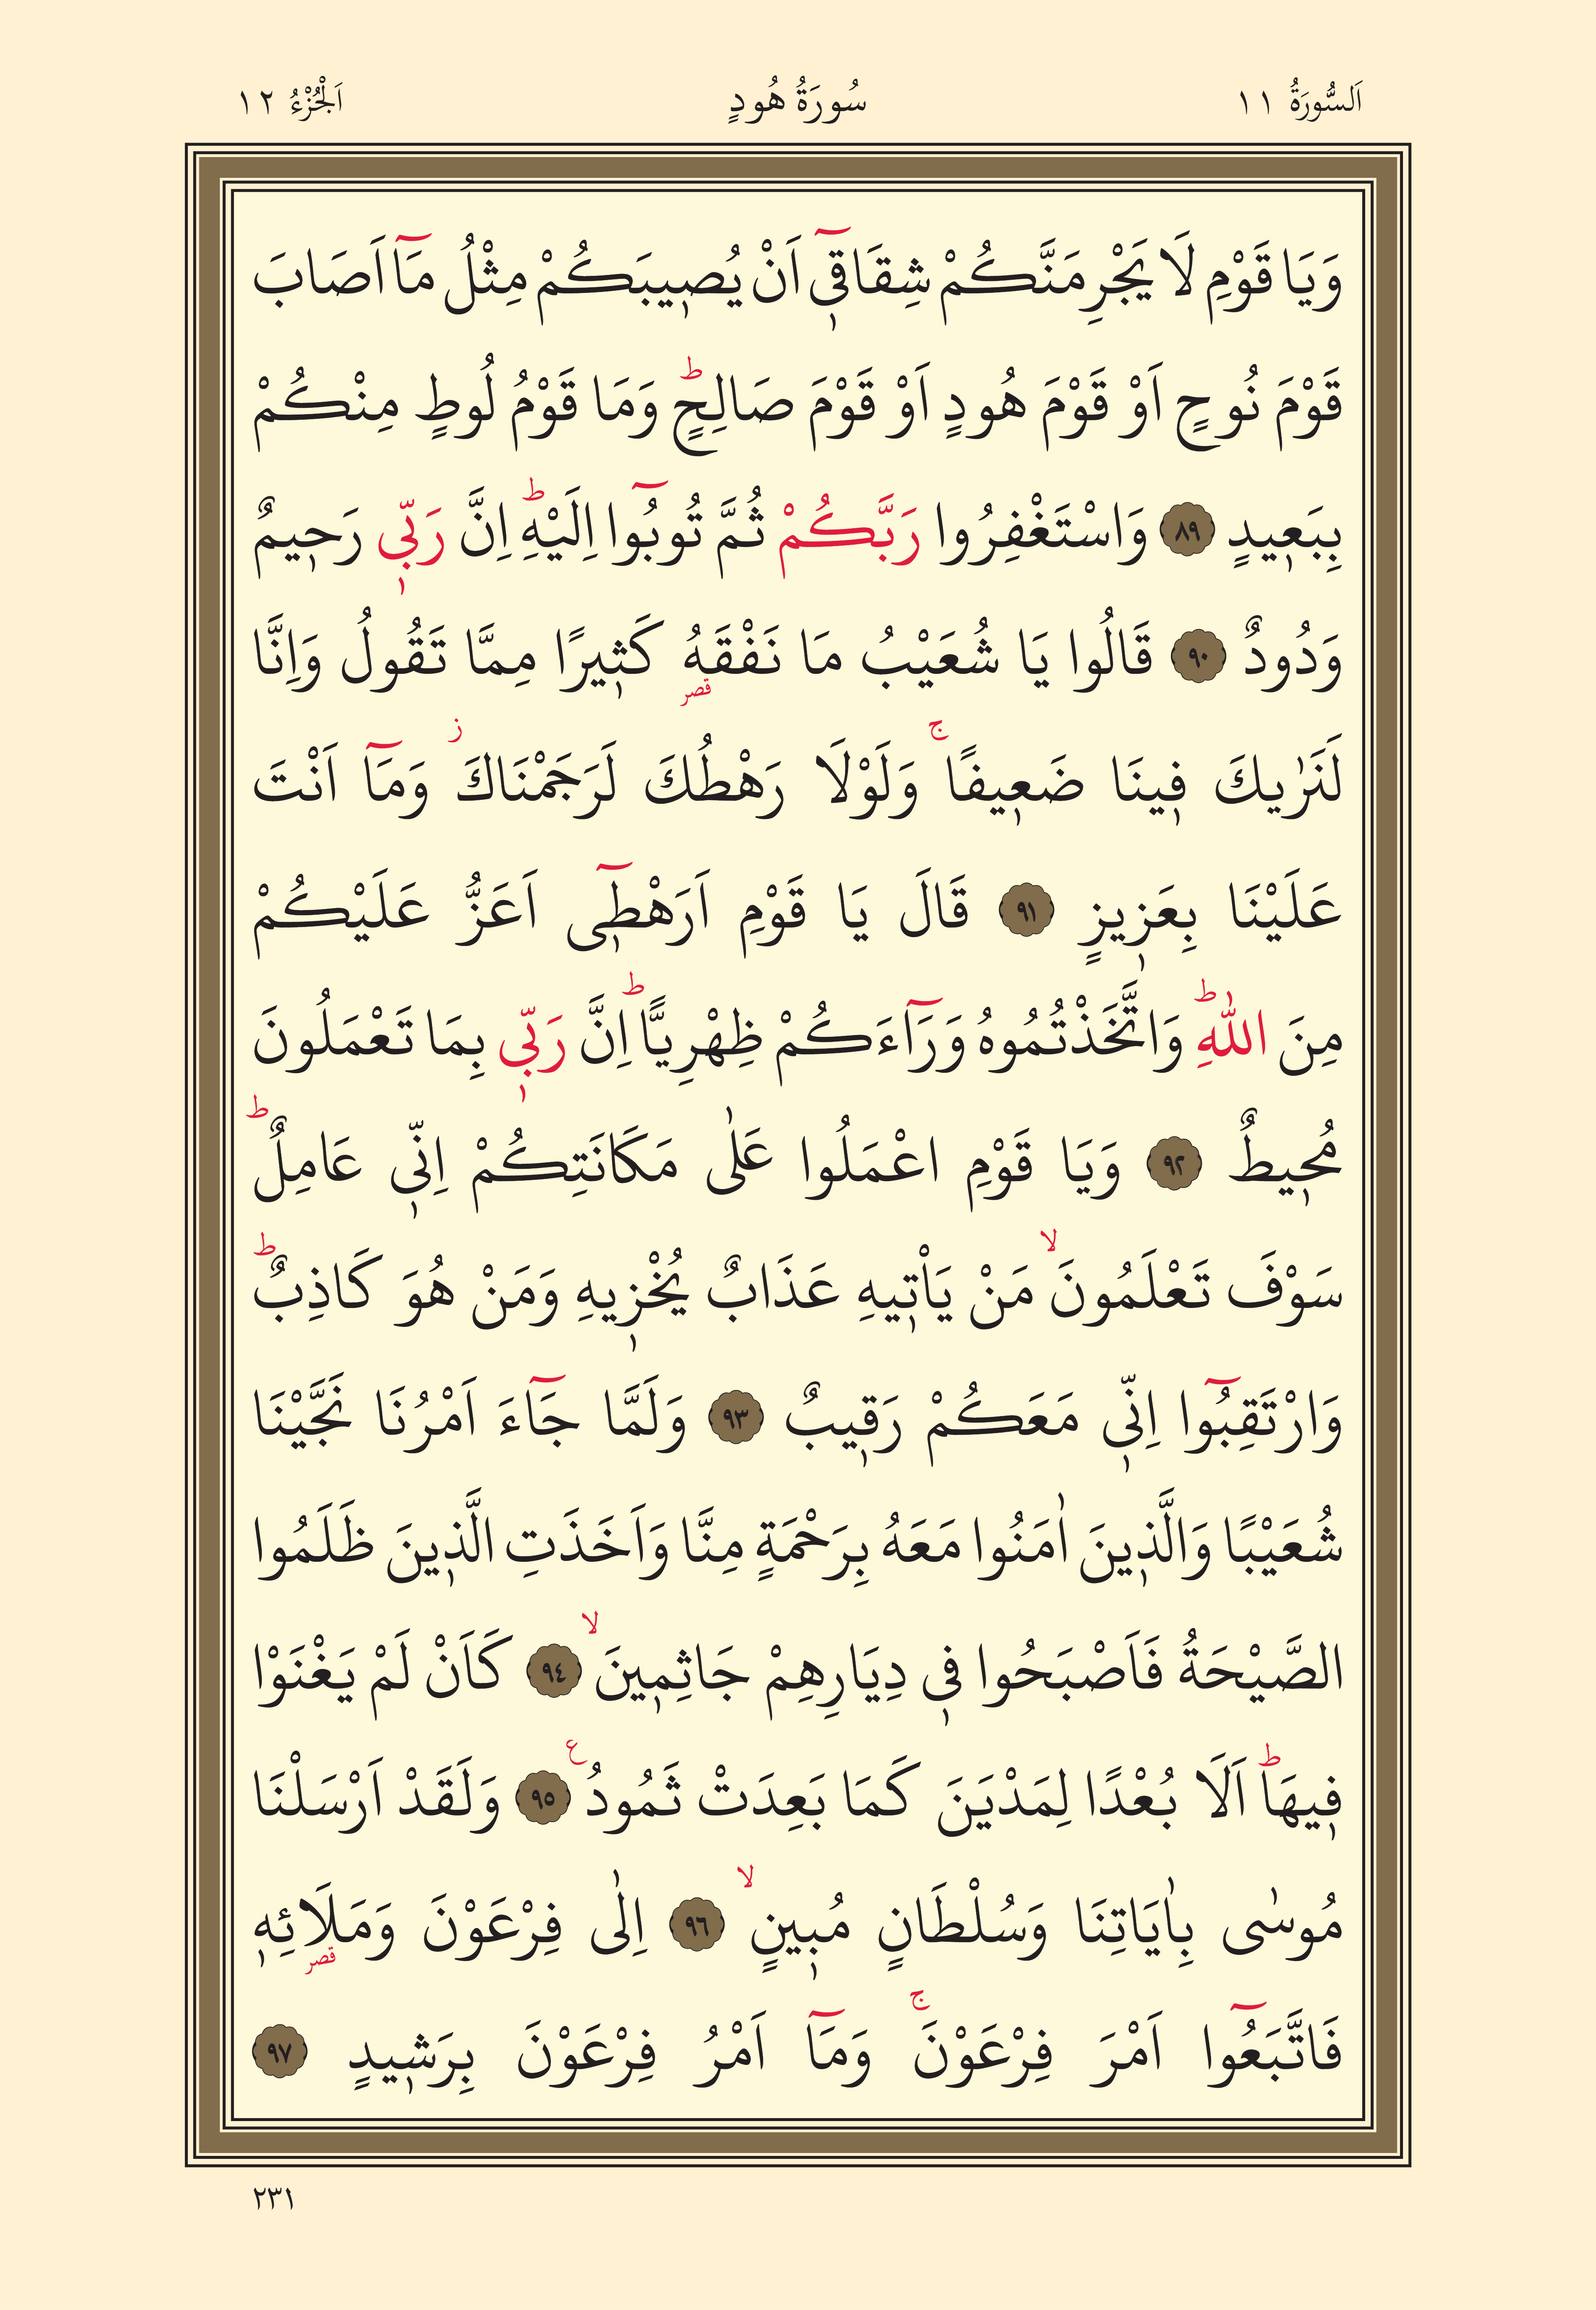 اَلسُّورَةُ ١١ سُورَةُ هُودٍ اَلْجُزْءُ ١٢
وَيَا قَوْمِ لَا يَجْرِمَنَّكُمْ شِقَاقٖٓي اَنْ يُصٖيبَكُمْ مِثْلُ مَٓا اَصَابَ
قَوْمَ نُوحٍ اَوْ قَوْمَ هُودٍ اَوْ قَوْمَ صَالِحٍؕ وَمَا قَوْمُ لُوطٍ مِنْكُمْ
بِبَعٖيدٍ ٨٩ وَاسْتَغْفِرُوا رَبَّكُمْ ثُمَّ تُوبُٓوا اِلَيْهِؕ اِنَّ رَبّٖي رَحٖيمٌ
وَدُودٌ ٩٠ قَالُوا يَا شُعَيْبُ مَا نَفْقَهُ قصر كَثٖيرًا مِمَّا تَقُولُ وَاِنَّا
لَنَرٰيكَ فٖينَا ضَعٖيفًاۚ وَلَوْلَا رَهْطُكَ لَرَجَمْنَاكَؗ وَمَٓا اَنْتَ
عَلَيْنَا بِعَزٖيزٍ ٩١ قَالَ يَا قَوْمِ اَرَهْطٖٓى اَعَزُّ عَلَيْكُمْ
مِنَ اللّٰهِؕ وَاتَّخَذْتُمُوهُ وَرَٓاءَكُمْ ظِهْرِيًّاؕ اِنَّ رَبّٖي بِمَا تَعْمَلُونَ
مُحٖيطٌ ٩٢ وَيَا قَوْمِ اعْمَلُوا عَلٰى مَكَانَتِكُمْ اِنّٖي عَامِلٌؕ
سَوْفَ تَعْلَمُونَۙ مَنْ يَاْتٖيهِ عَذَابٌ يُخْزٖيهِ وَمَنْ هُوَ كَاذِبٌؕ
وَارْتَقِبُٓوا اِنّٖي مَعَكُمْ رَقٖيبٌ ٩٣ وَلَمَّا جَٓاءَ اَمْرُنَا نَجَّيْنَا
شُعَيْبًا وَالَّذٖينَ اٰمَنُوا مَعَهُ بِرَحْمَةٍ مِنَّا وَاَخَذَتِ الَّذٖينَ ظَلَمُوا
الصَّيْحَةُ فَاَصْبَحُوا فٖي دِيَارِهِمْ جَاثِمٖينَۙ ٩٤ كَاَنْ لَمْ يَغْنَوْا
فٖيهَاؕ اَلَا بُعْدًا لِمَدْيَنَ كَمَا بَعِدَتْ ثَمُودُ ع ٩٥ وَلَقَدْ اَرْسَلْنَا
مُوسٰى بِاٰيَاتِنَا وَسُلْطَانٍ مُبٖينٍۙ ٩٦ اِلٰى فِرْعَوْنَ وَمَلَائِهٖ قصر
فَاتَّبَعُٓوا اَمْرَ فِرْعَوْنَۚ وَمَٓا اَمْرُ فِرْعَوْنَ بِرَشٖيدٍ ٩٧
٢٣١